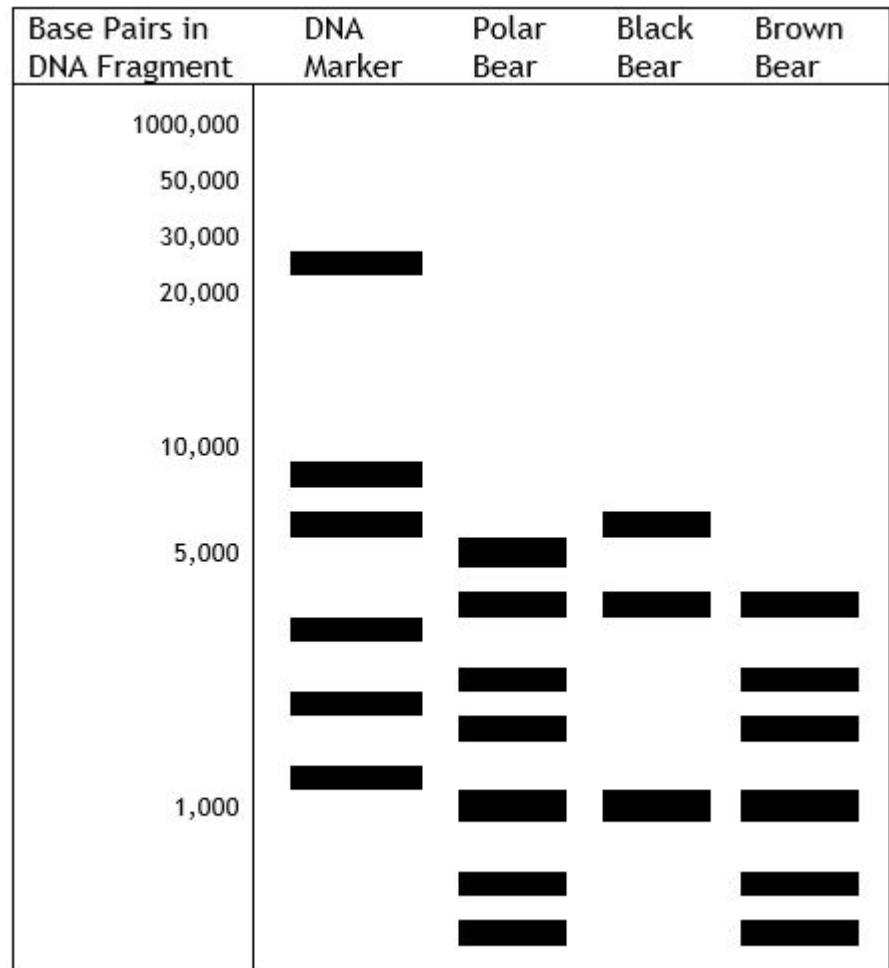 Base Pairs in DNA Fragment
DNA Marker
Polar Bear
Black Bear
Brown Bear
1000,000
50,000
30,000
20,000
10,000
5,000
1,000